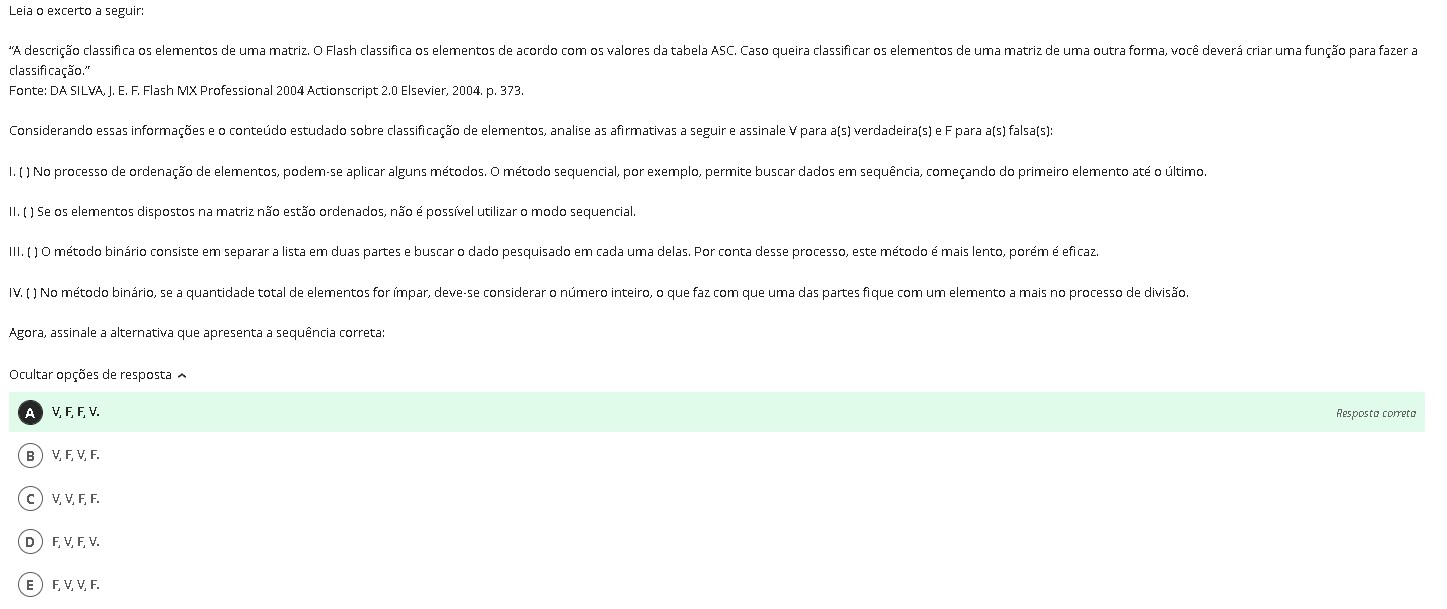 Leia o excerto a seguir:
“A descrição classifica os elementos de uma matriz. O Flash classifica os elementos de acordo com os valores da tabela ASC. Caso queira classificar os elementos de uma matriz de uma outra forma, você deverá criar uma função para fazer a
classificação.”
Fonte: DA SILVA, J. E. F. Flash MX Professional 2004 Actionscript 2.0 Elsevier, 2004. p. 373.
Considerando essas informações e o conteúdo estudado sobre classificação de elementos, analise as afirmativas a seguir e assinale V para a(s) verdadeira(s) e F para a(s) falsa(s):
I. ( ) No processo de ordenação de elementos, podem-se aplicar alguns métodos. O método sequencial, por exemplo, permite buscar dados em sequência, começando do primeiro elemento até o último.
II. ( ) Se os elementos dispostos na matriz não estão ordenados, não é possível utilizar o modo sequencial.
III. ( ) O método binário consiste em separar a lista em duas partes e buscar o dado pesquisado em cada uma delas. Por conta desse processo, este método é mais lento, porém é eficaz.
IV. ( ) No método binário, se a quantidade total de elementos for ímpar, deve-se considerar o número inteiro, o que faz com que uma das partes fique com um elemento a mais no processo de divisão.
Agora, assinale a alternativa que apresenta a sequência correta:
Ocultar opções de resposta
A V, F, F, V. Resposta correta
B V, F, V, F.
C V, V, F, F.
D F, V, F, V.
E F, V, V, F.